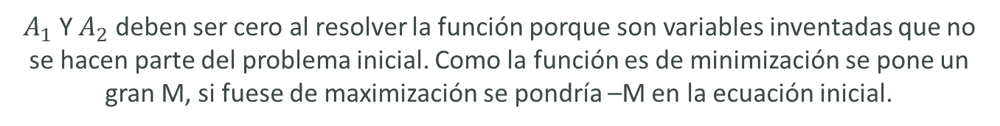 A₁ Y A₂ deben ser cero al resolver la función porque son variables inventadas que no
se hacen parte del problema inicial. Como la función es de minimización se pone un
gran M, si fuese de maximización se pondría –M en la ecuación inicial.